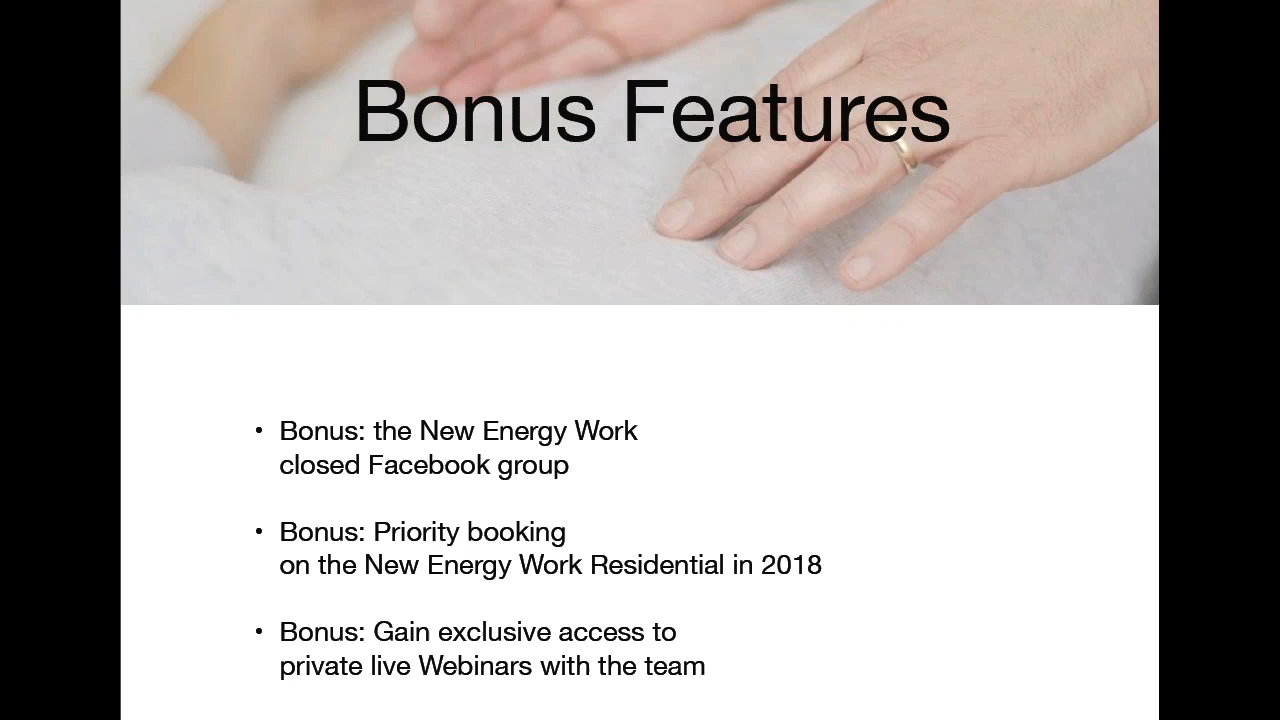 Bonus Features
• Bonus: the New Energy Work
closed Facebook group
• Bonus: Priority booking
on the New Energy Work Residential in 2018
• Bonus: Gain exclusive access to
private live Webinars with the team